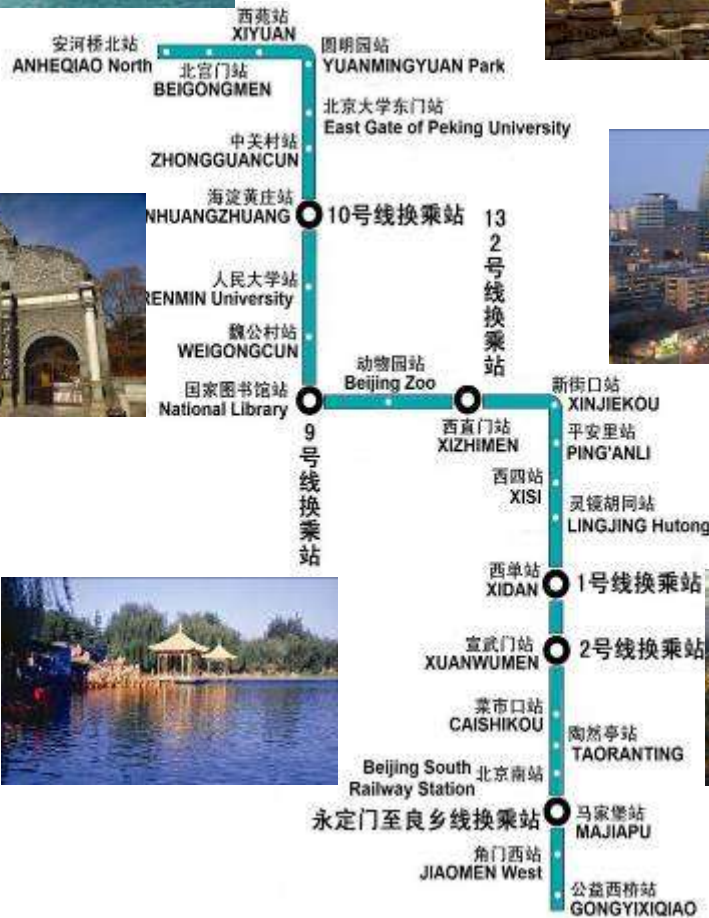 西苑站
XIYUAN
安河桥北站
ANHEQIAO North
北宫门站
BEIGONGMEN
圆明园站
YUANMINGYUAN Park
北京大学东门站
East Gate of Peking University
中关村站
ZHONGGUANCUN
海淀黄庄站
NHUANGZHUANG
10号线换乘站
13
2号线换乘站
人民大学站
RENMIN University
魏公村站
WEIGONGCUN
国家图书馆站
National Library
9号线换乘站
动物园站
Beijing Zoo
西直门站
XIZHIMEN
新街口站
XINJIEKOU
平安里站
PING'ANLI
西四站
XISI
灵镜胡同站
LINGJING Hutong
西单站
XIDAN
1号线换乘站
宣武门站
XUANWUMEN
2号线换乘站
菜市口站
CAISHIKOU
陶然亭站
TAORANTING
Beijing South
Railway Station
北京南站
永定门至良乡线换乘站
马家堡站
MAJIAPU
角门西站
JIAOMEN West
公益西桥站
GONGYIXIQIAO